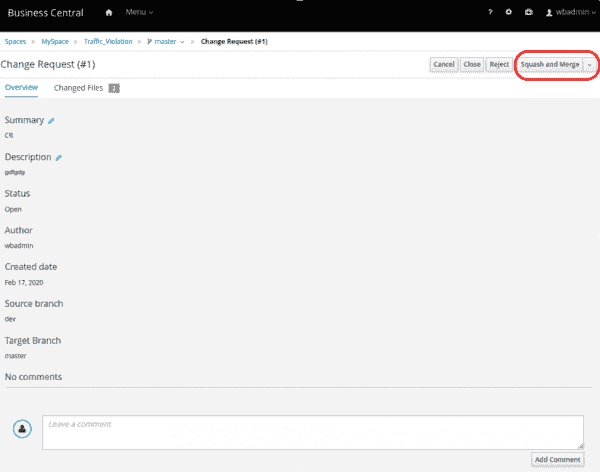 Business Central Menu ? wbadmin
Spaces » MySpace » Traffic_Violation » master » Change Request (#1)
Change Request (#1) Cancel Close Reject Squash and Merge
Overview Changed Files
Summary
CR
Description
gdfgdg
Status
Open
Author
wbadmin
Created date
Feb 17, 2020
Source branch
dev
Target Branch
master
No comments
Leave a comment
Add Comment